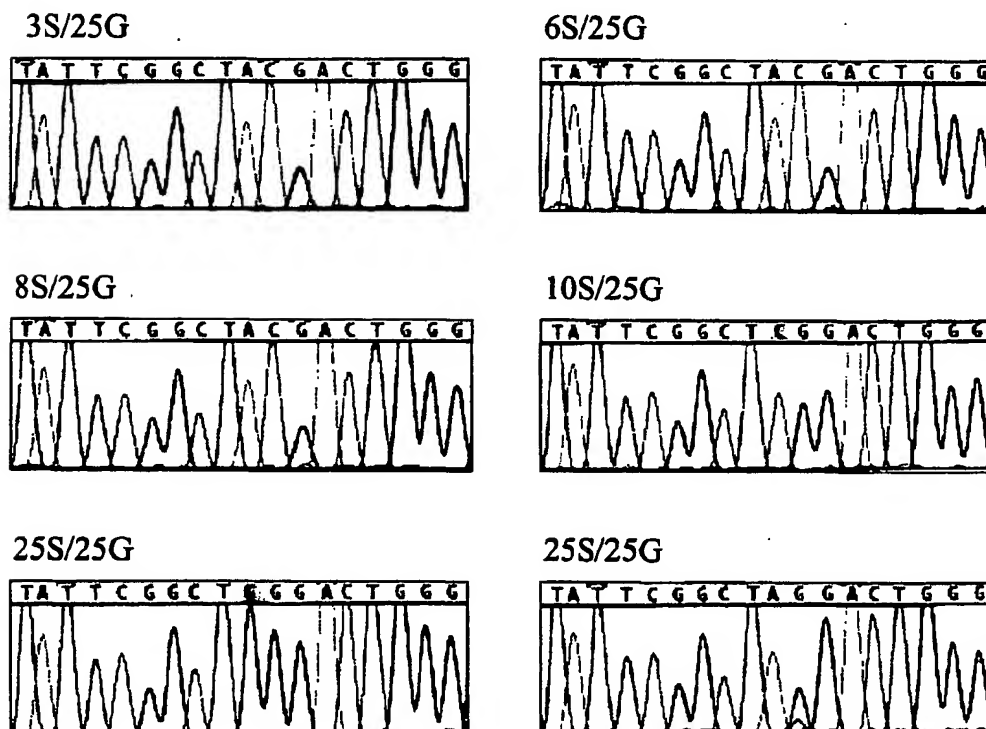 3S/25G
TATTCGGCTACGACTGGG
6S/25G
TATTCGGCTACGACTGGG
8S/25G
TATTCGGCTACGACTGGG
10S/25G
TATTCGGCTCGGACTGGG
25S/25G
TATTCGGCTGGGACTGGG
25S/25G
TATTCGGCTAGGACTGGG